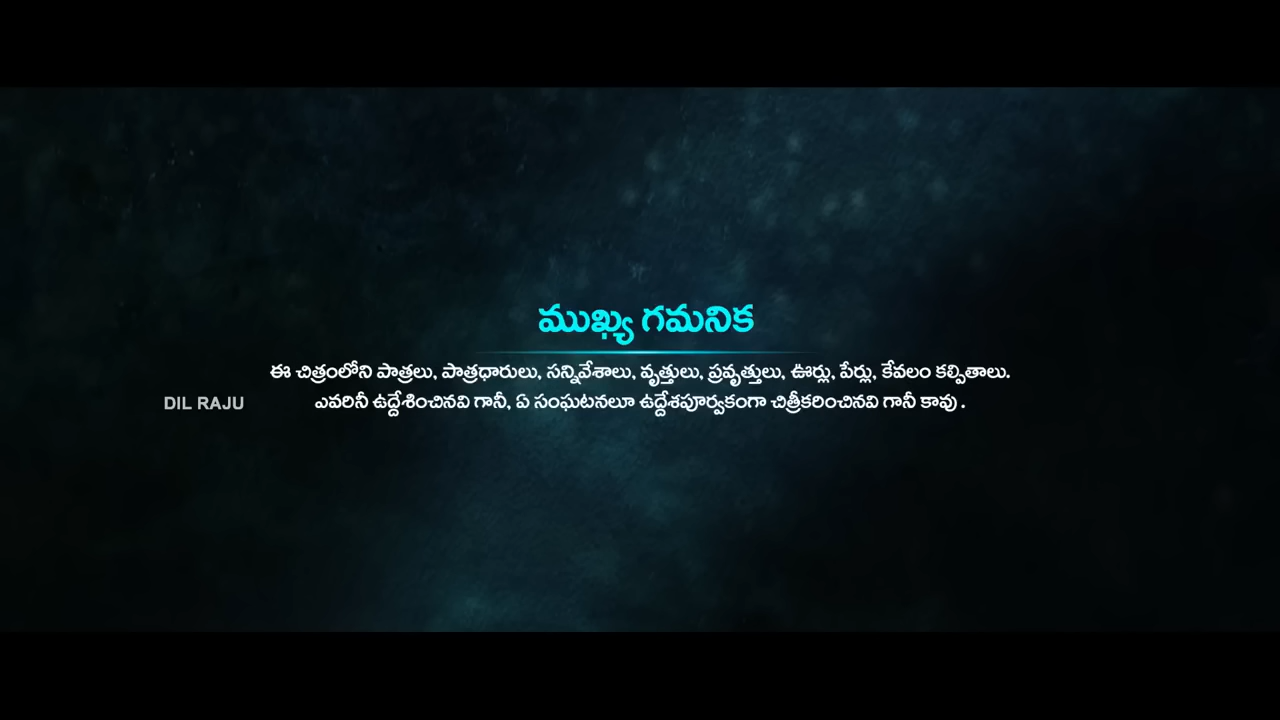 ముఖ్య గమనిక
ఈ చిత్రంలోని పాత్రలు, పాత్రధారులు, సన్నివేశాలు, వృత్తులు, ప్రవృత్తులు, ఊర్లు, పేర్లు, కేవలం కల్పితాలు.
DIL RAJU
ఎవరినీ ఉద్దేశించినవి గానీ, ఏ సంఘటనలూ ఉద్దేశపూర్వకంగా చిత్రీకరించినవి గానీ కావు .